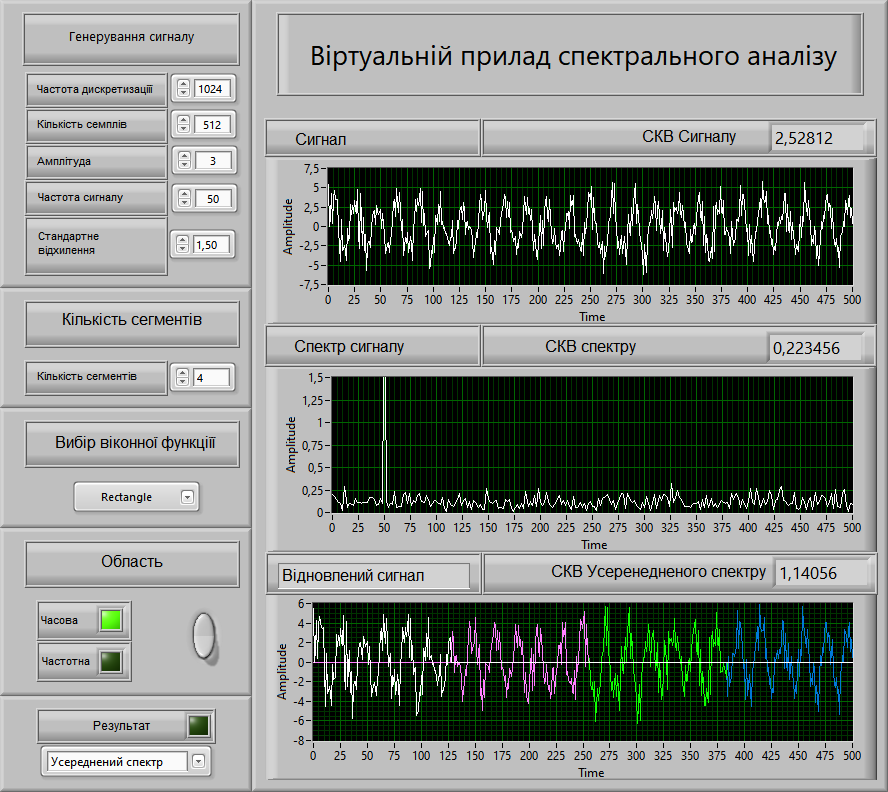 Генерування сигналу
Частота дискретизаціїї
1024
Кількість семплів
512
Амплітуда
3
Частота сигналу
50
Стандартне
відхилення
1,50
Кількість сегментів
Кількість сегментів
4
Вибір віконної функціїї
Rectangle
Область
Часова
Частотна
Результат
Усереднений спектр
Віртуальній прилад спектрального аналізу
Сигнал
СКВ Сигналу
2,52812
7,5
5
2,5
0
-2,5
-5
-7,5
Amplitude
0 25 50 75 100 125 150 175 200 225 250 275 300 325 350 375 400 425 450 475 500
Time
Спектр сигналу
СКВ спектру
0,223456
1,5
1,25
1
0,75
0,5
0,25
0
Amplitude
0 25 50 75 100 125 150 175 200 225 250 275 300 325 350 375 400 425 450 475 500
Time
Відновлений сигнал
СКВ Усеренедненого спектру
1,14056
6
4
2
0
-2
-4
-6
-8
Amplitude
0 25 50 75 100 125 150 175 200 225 250 275 300 325 350 375 400 425 450 475 500
Time